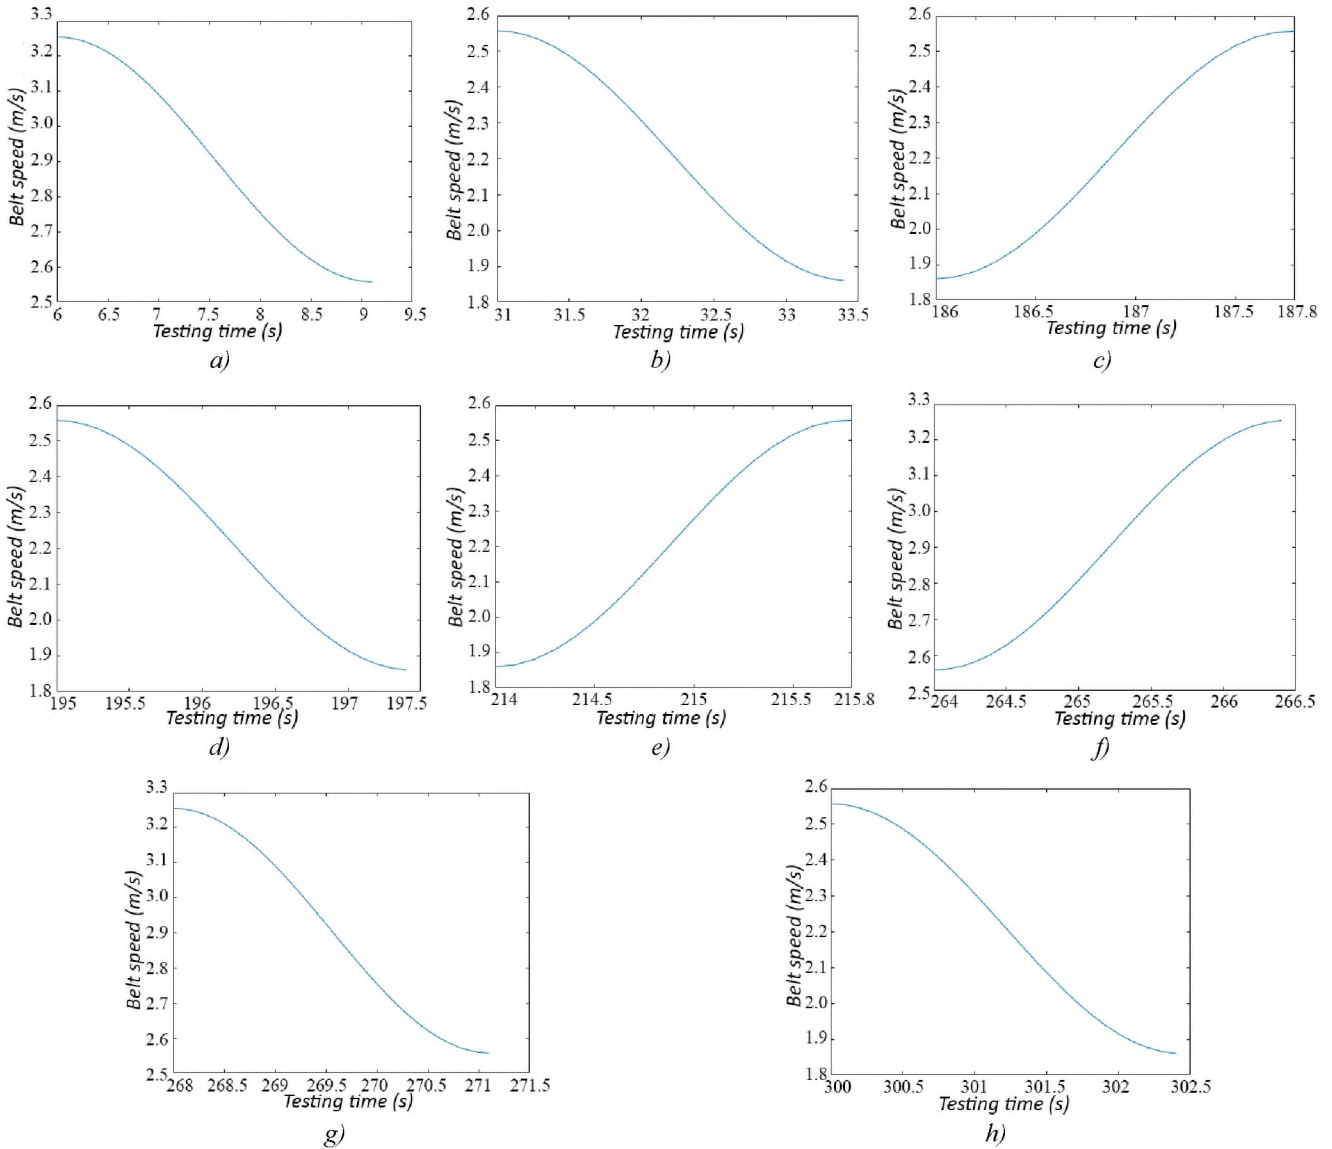 3.3
3.2
3.1
3.0
2.9
2.8
2.7
2.6
2.5
Belt speed (m/s)
6 6.5 7 7.5 8 8.5 9 9.5
Testing time (s)
a)
2.6
2.5
2.4
2.3
2.2
2.1
2.0
1.9
1.8
Belt speed (m/s)
31 31.5 32 32.5 33 33.5
Testing time (s)
b)
2.6
2.5
2.4
2.3
2.2
2.1
2.0
1.9
1.8
Belt speed (m/s)
186 186.5 187 187.5 187.8
Testing time (s)
c)
2.6
2.5
2.4
2.3
2.2
2.1
2.0
1.9
1.8
Belt speed (m/s)
195 195.5 196 196.5 197 197.5
Testing time (s)
d)
2.6
2.5
2.4
2.3
2.2
2.1
2.0
1.9
1.8
Belt speed (m/s)
214 214.5 215 215.5 215.8
Testing time (s)
e)
3.3
3.2
3.1
3.0
2.9
2.8
2.7
2.6
2.5
Belt speed (m/s)
264 264.5 265 265.5 266 266.5
Testing time (s)
f)
3.3
3.2
3.1
3.0
2.9
2.8
2.7
2.6
2.5
Belt speed (m/s)
268 268.5 269 269.5 270 270.5 271 271.5
Testing time (s)
g)
2.6
2.5
2.4
2.3
2.2
2.1
2.0
1.9
1.8
Belt speed (m/s)
300 300.5 301 301.5 302 302.5
Testing time (s)
h)